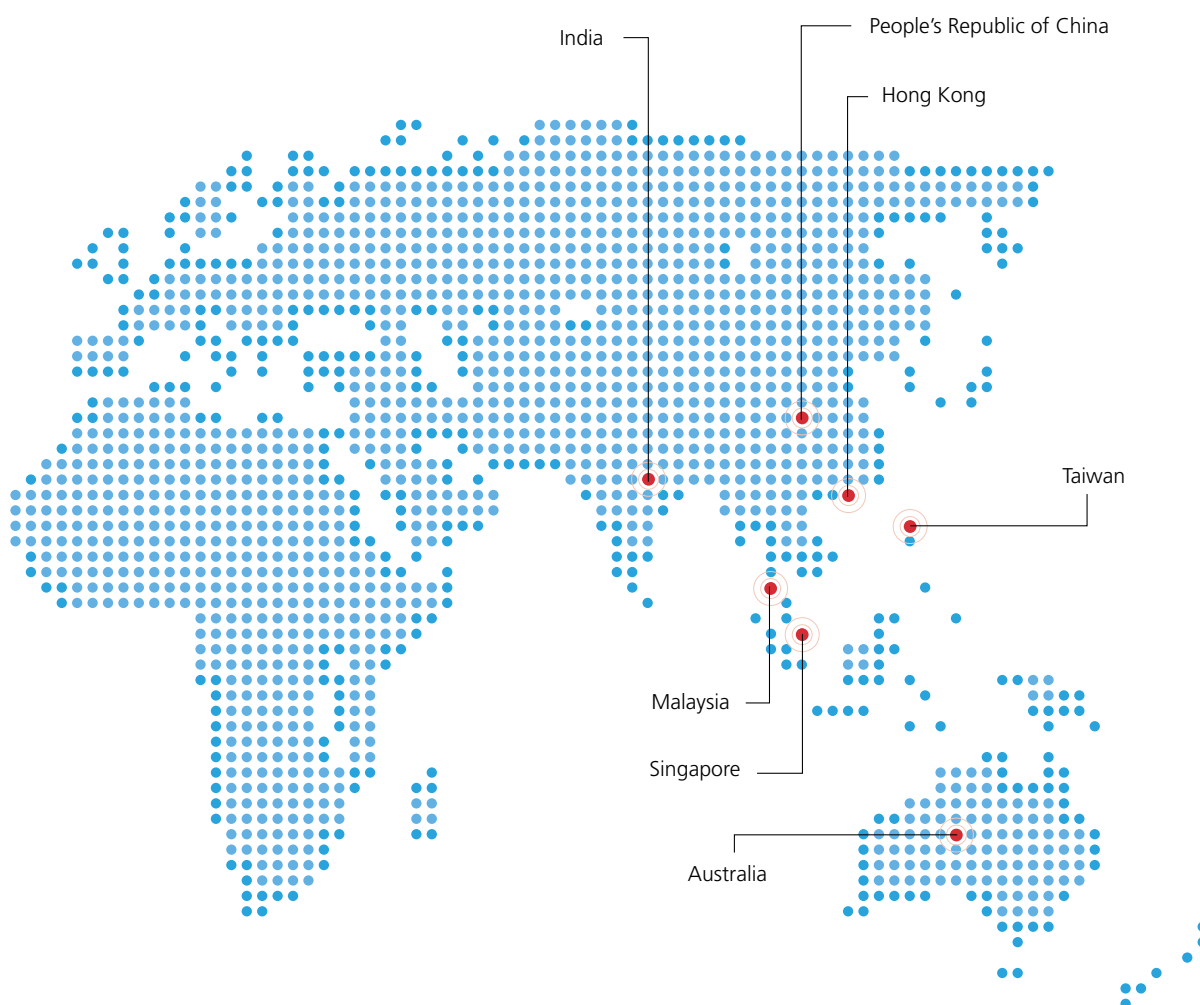 People’s Republic of China
India
Hong Kong
Taiwan
Malaysia
Singapore
Australia